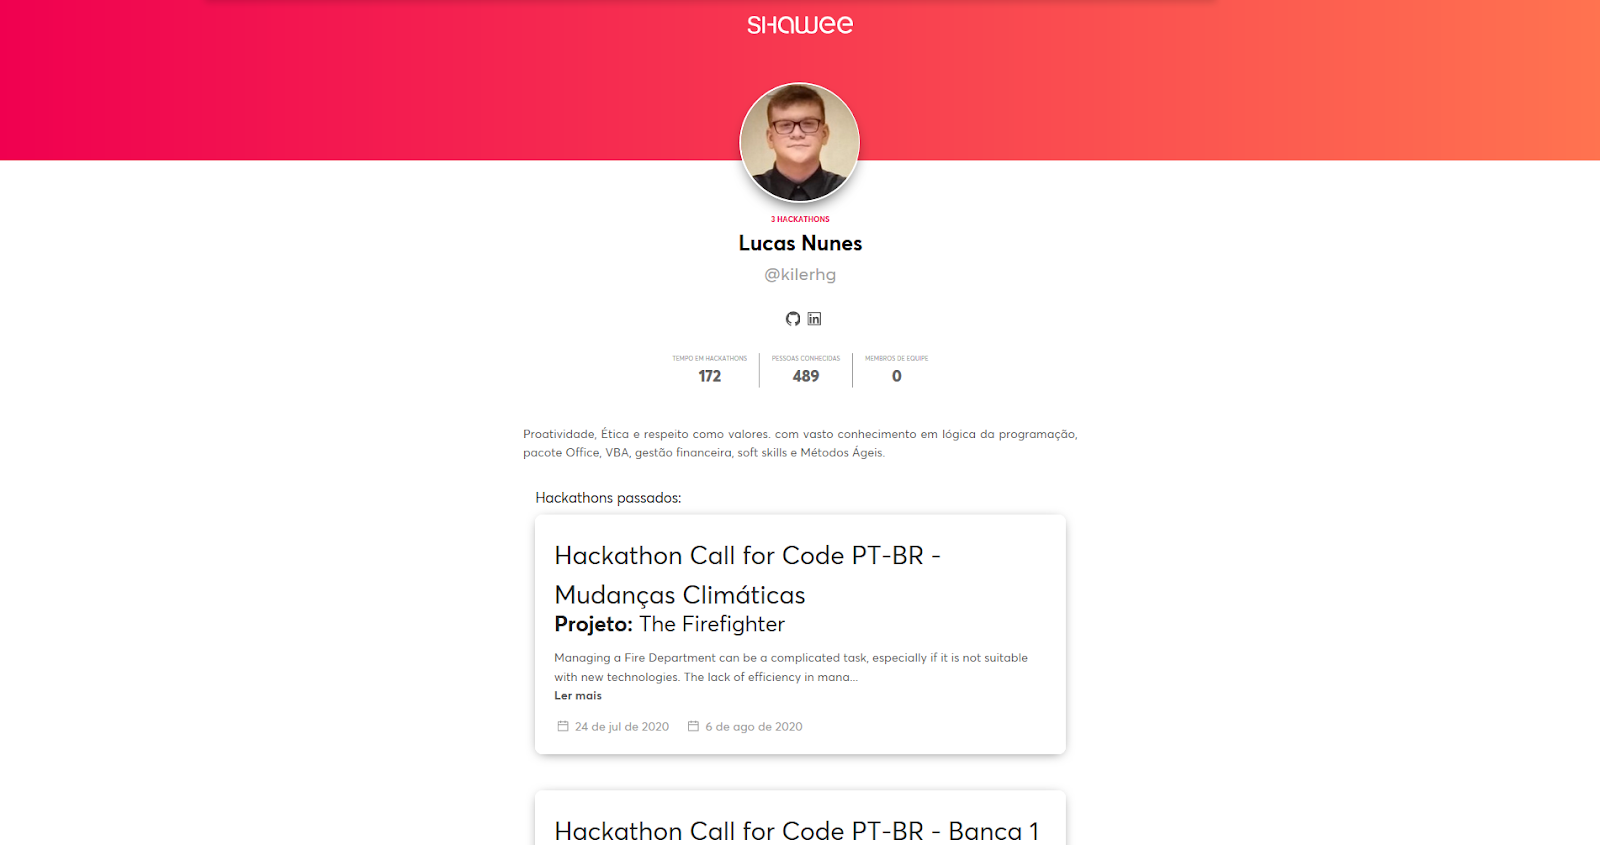 SHAWEE
3 HACKATHONS
Lucas Nunes
@kilerhg
TEMPO EM HACKATHONS
172
PESSOAS CONHECIDAS
489
MEMBROS DE EQUIPE
0
Proatividade, Ética e respeito como valores. com vasto conhecimento em lógica da programação,
pacote Office, VBA, gestão financeira, soft skills e Métodos Ágeis.
Hackathons passados:
Hackathon Call for Code PT-BR -
Mudanças Climáticas
Projeto: The Firefighter
Managing a Fire Department can be a complicated task, especially if it is not suitable
with new technologies. The lack of efficiency in mana...
Ler mais
24 de jul de 2020 6 de ago de 2020
Hackathon Call for Code PT-BR - Banca 1